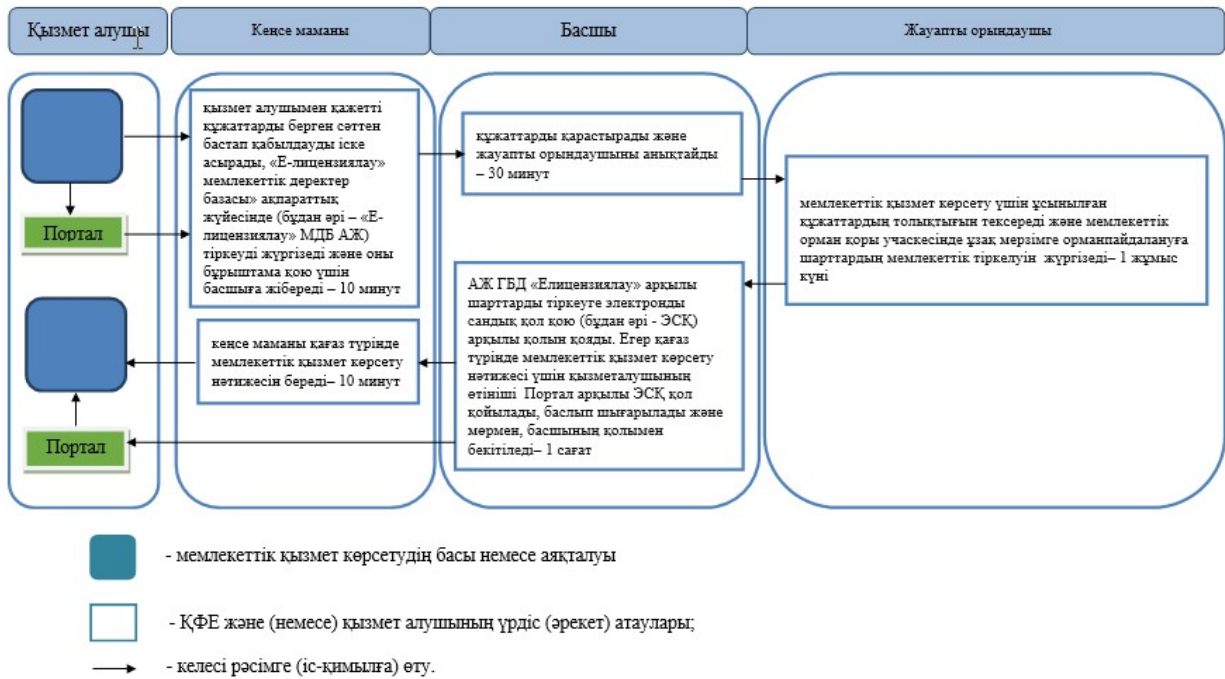 Қызмет алушы
Кеңсе маманы
Басшы
Жауапты орындаушы
қызмет алушымен қажетті
құжаттарды берген сәттен
бастап қабылдауды іске
асырады, «Е-лицензиялау»
мемлекеттік деректер
базасы» ақпараттық
жүйесінде (бұдан әрі – «Е-
лицензиялау» МДБ АЖ)
тіркеуді жүргізеді және оны
бұрыштама қою үшін
басшыға жібереді – 10 минут
Портал
құжаттарды қарастырады және
жауапты орындаушыны анықтайды
– 30 минут
мемлекеттік қызмет көрсету үшін ұсынылған
құжаттардың толықтығын тексереді және мемлекеттік
орман қоры учаскесінде ұзақ мерзімге орманпайдалануға
шарттардың мемлекеттік тіркелуін жүргізеді– 1 жұмыс
күні
АЖ ГБД «Елицензиялау» арқылы
шарттарды тіркеуге электронды
сандық қол қою (бұдан әрі - ЭСҚ)
арқылы қолын қояды. Егер қағаз
түрінде мемлекеттік қызмет көрсету
нәтижесі үшін қызметалушының
өтініші Портал арқылы ЭСҚ қол
қойылады, баслып шығарылады және
мөрмен, басшының қолымен
бекітіледі– 1 сағат
кеңсе маманы қағаз түрінде
мемлекеттік қызмет көрсету
нәтижесін береді– 10 минут
Портал
- мемлекеттік қызмет көрсетудің басы немесе аяқталуы
- ҚФЕ және (немесе) қызмет алушының үрдіс (әрекет) атаулары;
- келесі рәсімге (іс-қимылға) өту.